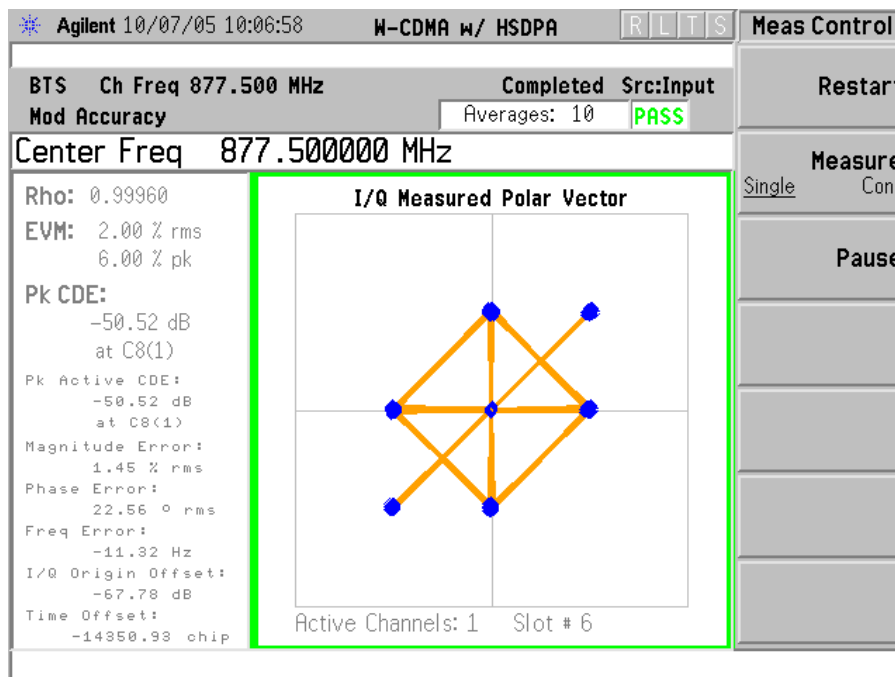 Agilent 10/07/05 10:06:58 W-CDMA w/ HSDPA R L T S Meas Control
BTS Ch Freq 877.500 MHz Completed Src:Input
Mod Accuracy Averages: 10 PASS
Center Freq 877.500000 MHz
Rho: 0.99960
EVM: 2.00 % rms
6.00 % pk
Pk CDE:
-50.52 dB
at C8(1)
Pk Active CDE:
-50.52 dB
at C8(1)
Magnitude Error:
1.45 % rms
Phase Error:
22.56 º rms
Freq Error:
-11.32 Hz
I/Q Origin Offset:
-67.78 dB
Time Offset:
-14350.93 chip
I/Q Measured Polar Vector
Active Channels: 1 Slot # 6
Restar
Measure
Single Con
Pause